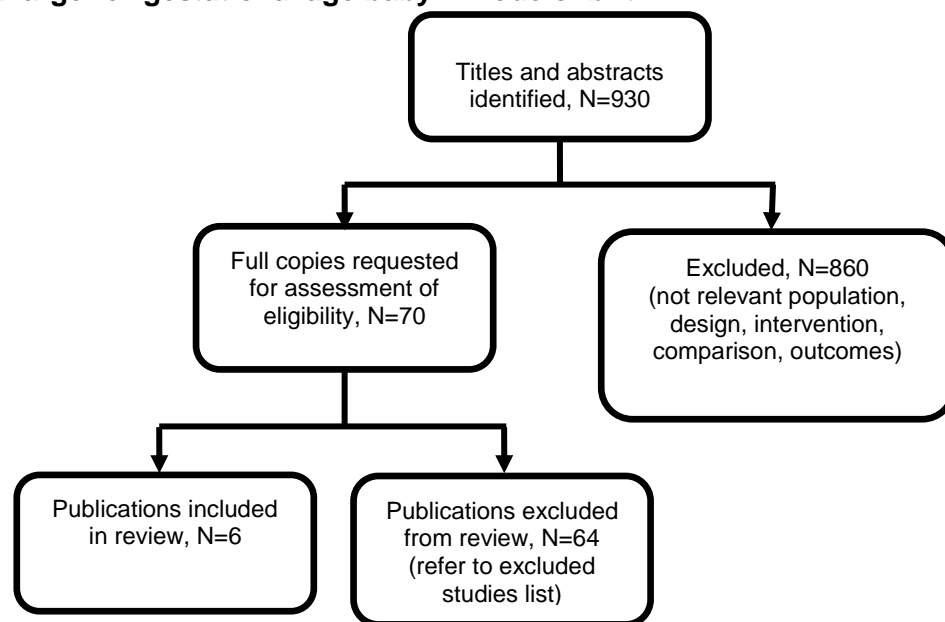 Titles and abstracts
identified, N=930
Full copies requested
for assessment of
eligibility, N=70
Excluded, N=860
(not relevant population,
design, intervention,
comparison, outcomes)
Publications included
in review, N=6
Publications excluded
from review, N=64
(refer to excluded
studies list)